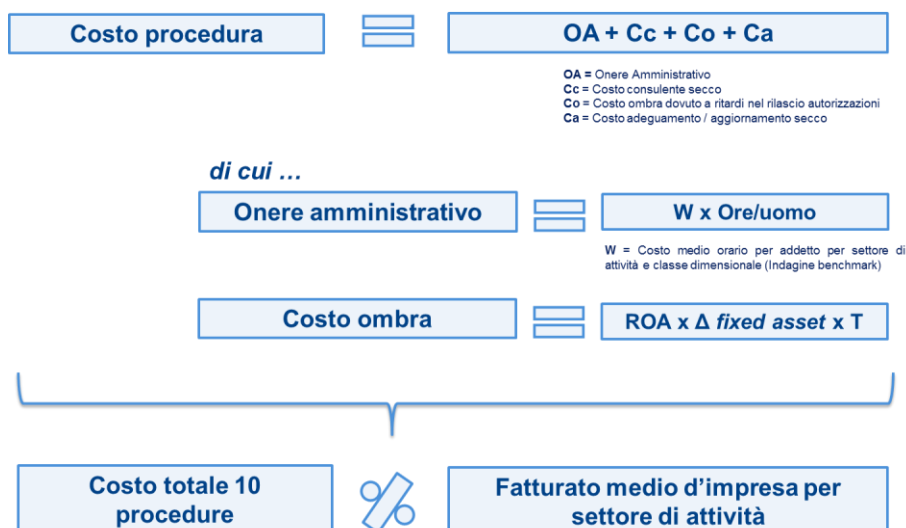 Costo procedura
OA + Cc + Co + Ca
OA = Onere Amministrativo
Cc = Costo consulente secco
Co = Costo ombra dovuto a ritardi nel rilascio autorizzazioni
Ca = Costo adeguamento / aggiornamento secco
di cui ...
Onere amministrativo
W x Ore/uomo
W = Costo medio orario per addetto per settore di
attività e classe dimensionale (Indagine benchmark)
Costo ombra
ROA x Δ fixed asset x T
Costo totale 10
procedure
Fatturato medio d'impresa per
settore di attività